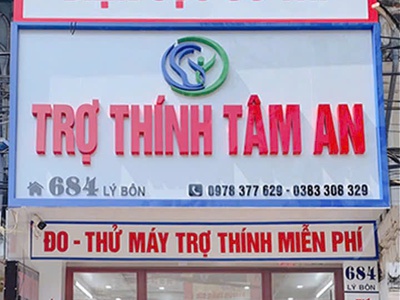 TRỢ THÍNH TÂM AN
684 LÝ BÔN
0978 377 629 - 0383 308 329
ĐO - THỬ MÁY TRỢ THÍNH MIỄN PHÍ
684
LÝ BÔN